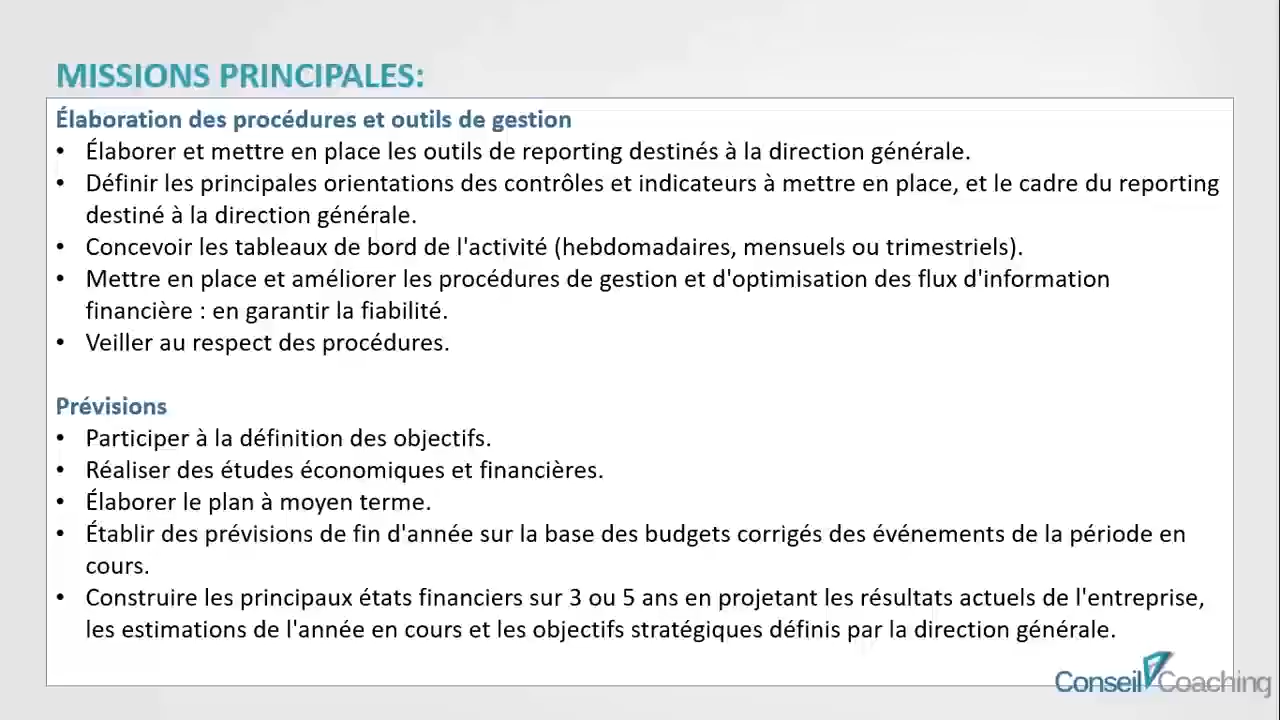 MISSIONS PRINCIPALES:
Élaboration des procédures et outils de gestion
• Élaborer et mettre en place les outils de reporting destinés à la direction générale.
• Définir les principales orientations des contrôles et indicateurs à mettre en place, et le cadre du reporting
destiné à la direction générale.
• Concevoir les tableaux de bord de l'activité (hebdomadaires, mensuels ou trimestriels).
• Mettre en place et améliorer les procédures de gestion et d'optimisation des flux d'information
financière : en garantir la fiabilité.
• Veiller au respect des procédures.
Prévisions
• Participer à la définition des objectifs.
• Réaliser des études économiques et financières.
• Élaborer le plan à moyen terme.
• Établir des prévisions de fin d'année sur la base des budgets corrigés des événements de la période en
cours.
• Construire les principaux états financiers sur 3 ou 5 ans en projetant les résultats actuels de l'entreprise,
les estimations de l'année en cours et les objectifs stratégiques définis par la direction générale.
Conseil Coaching